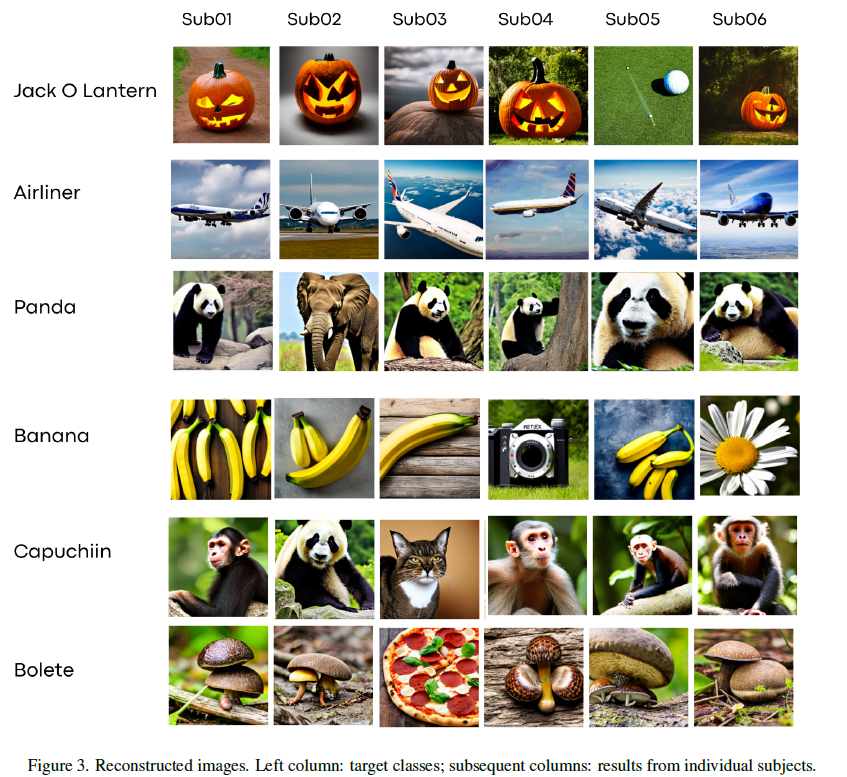 Sub01 Sub02 Sub03 Sub04 Sub05 Sub06
Jack O Lantern
Airliner
Panda
Banana
Capuchiin
Bolete
Figure 3. Reconstructed images. Left column: target classes; subsequent columns: results from individual subjects.